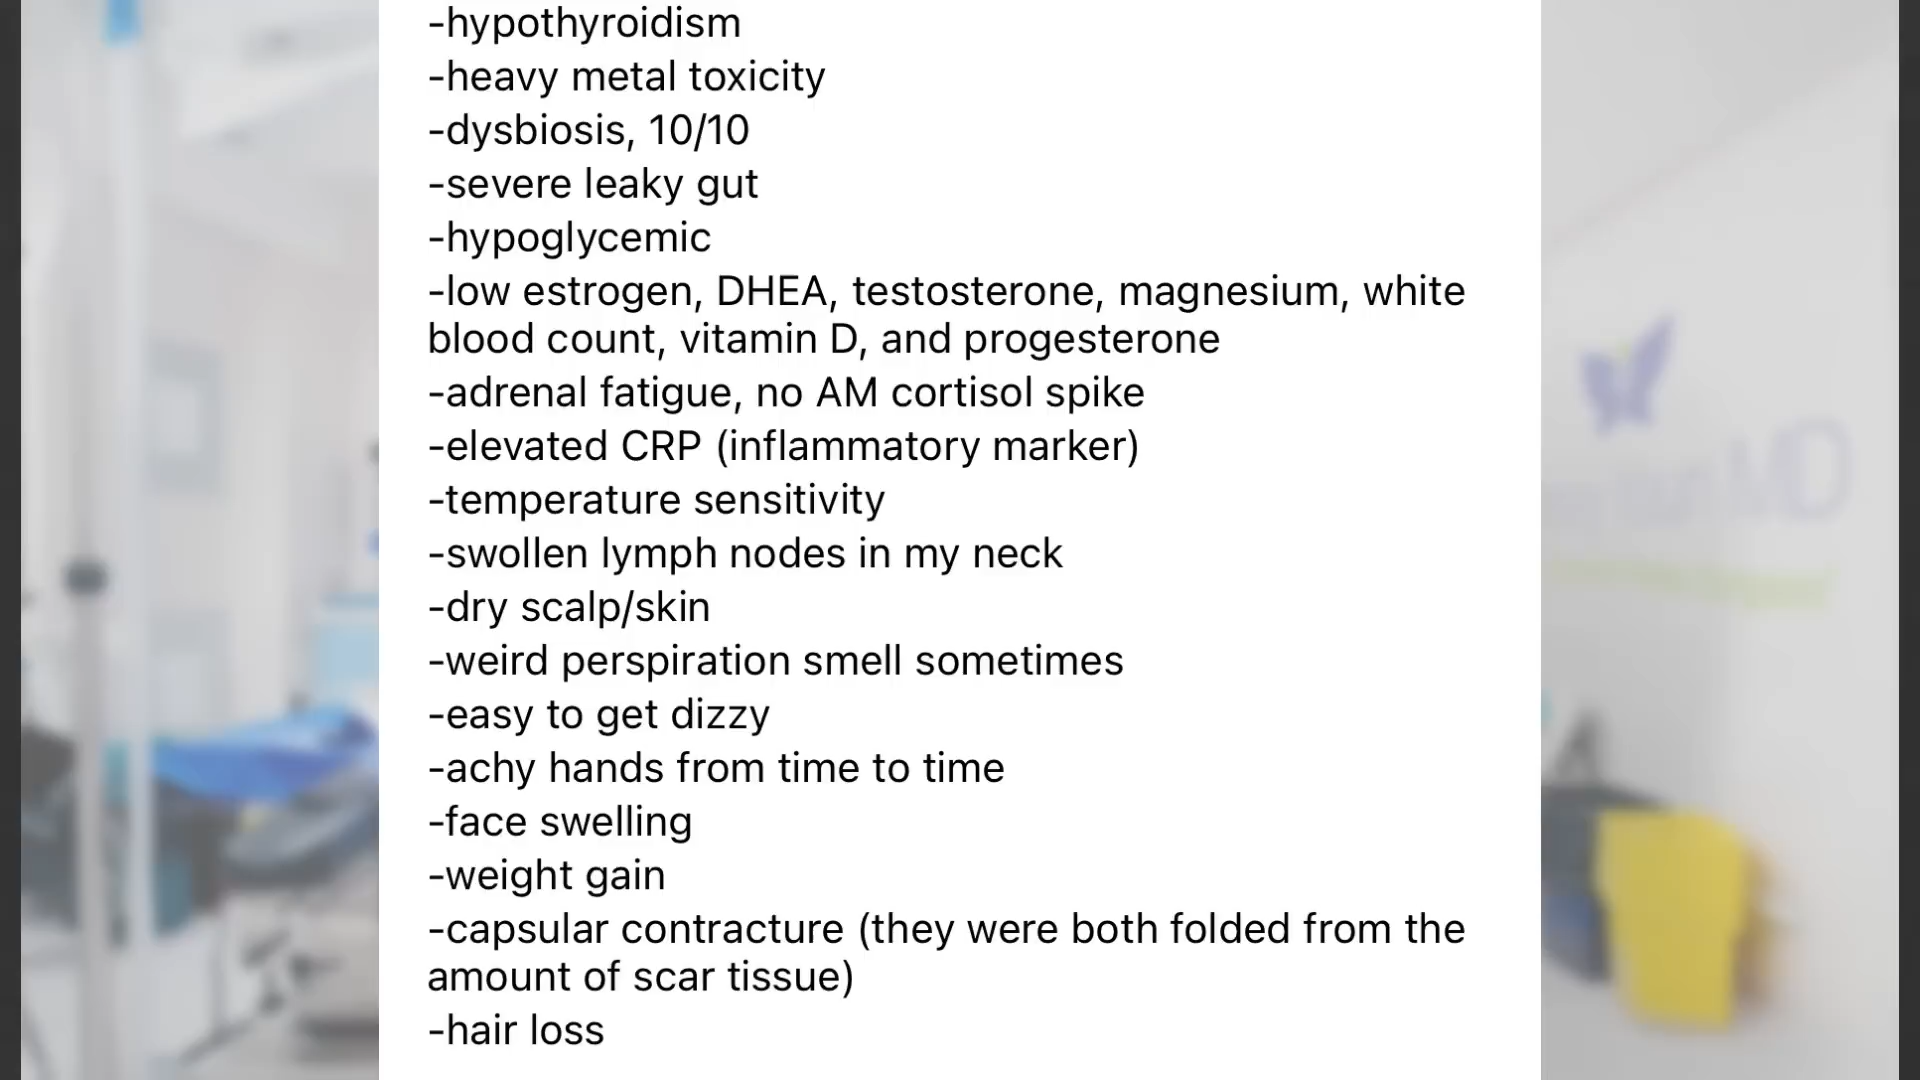 -hypothyroidism
-heavy metal toxicity
-dysbiosis, 10/10
-severe leaky gut
-hypoglycemic
-low estrogen, DHEA, testosterone, magnesium, white
blood count, vitamin D, and progesterone
-adrenal fatigue, no AM cortisol spike
-elevated CRP (inflammatory marker)
-temperature sensitivity
-swollen lymph nodes in my neck
-dry scalp/skin
-weird perspiration smell sometimes
-easy to get dizzy
-achy hands from time to time
-face swelling
-weight gain
-capsular contracture (they were both folded from the
amount of scar tissue)
-hair loss
MD